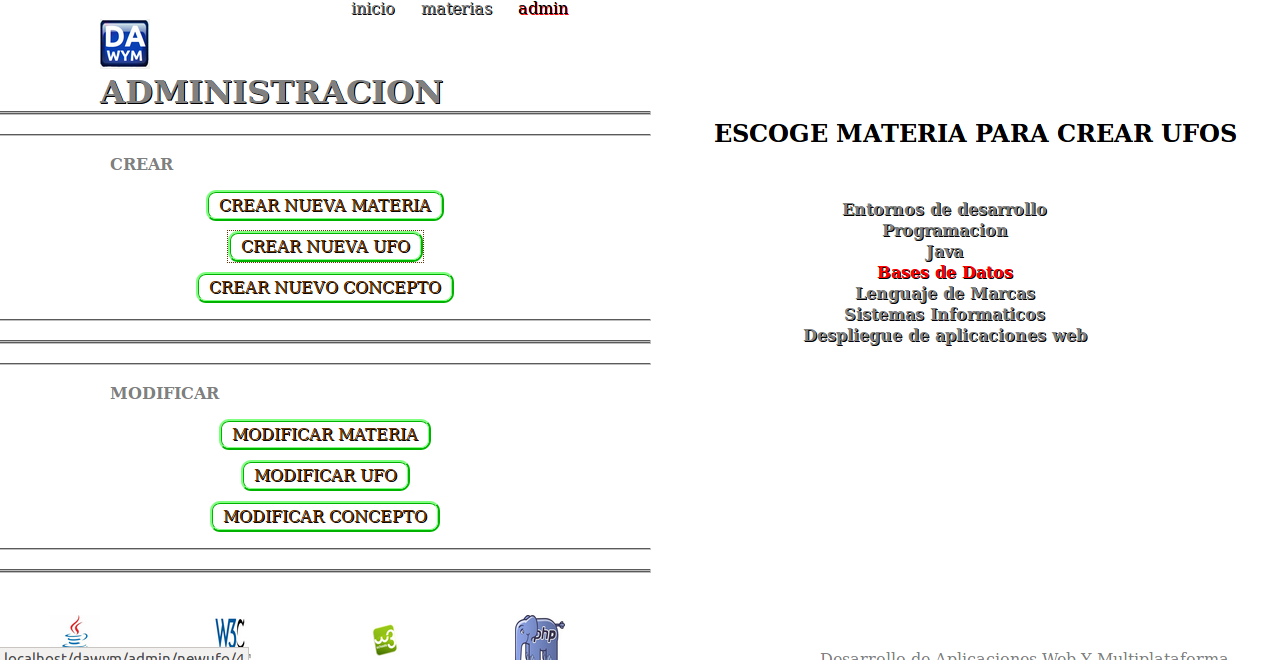 inicio materias admin
DA
WYM
ADMINISTRACION
CREAR
CREAR NUEVA MATERIA
CREAR NUEVA UFO
CREAR NUEVO CONCEPTO
MODIFICAR
MODIFICAR MATERIA
MODIFICAR UFO
MODIFICAR CONCEPTO
ESCOGE MATERIA PARA CREAR UFOS
Entornos de desarrollo
Programacion
Java
Bases de Datos
Lenguaje de Marcas
Sistemas Informaticos
Despliegue de aplicaciones web
W3C
w3
php
localhost/dawym/admin/newufo/4
Desarrollo de Aplicaciones Web Y Multiplataforma